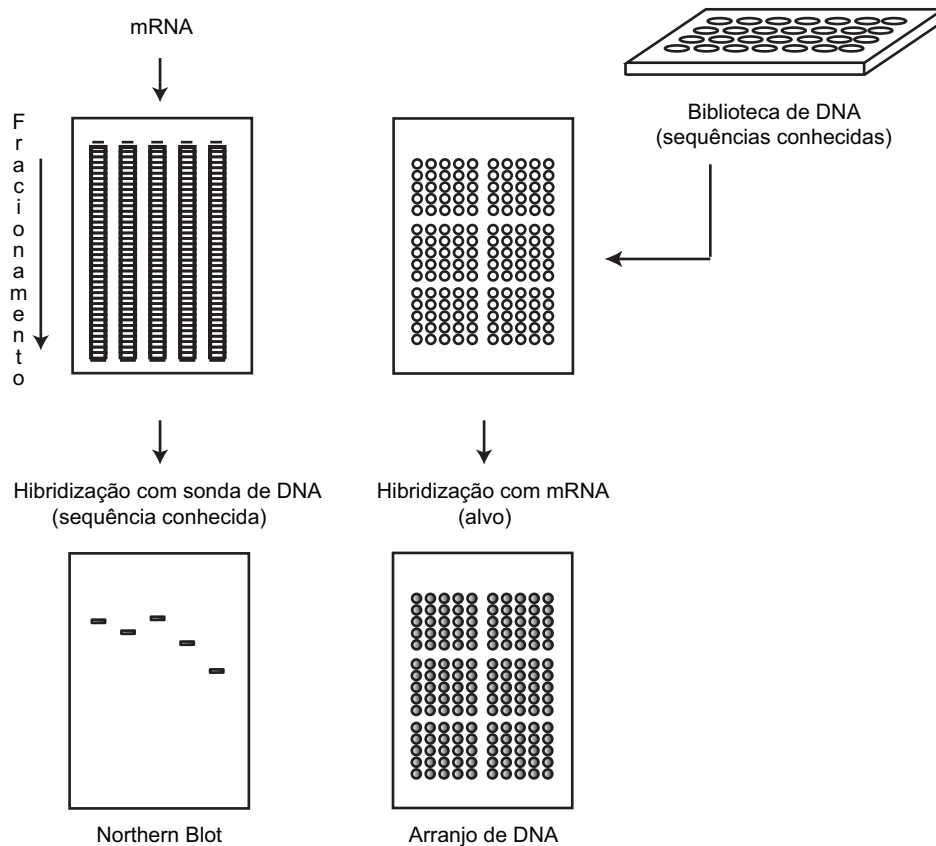 mRNA
Fracionamento
Biblioteca de DNA
(sequências conhecidas)
Hibridização com sonda de DNA
(sequência conhecida)
Hibridização com mRNA
(alvo)
Northern Blot
Arranjo de DNA